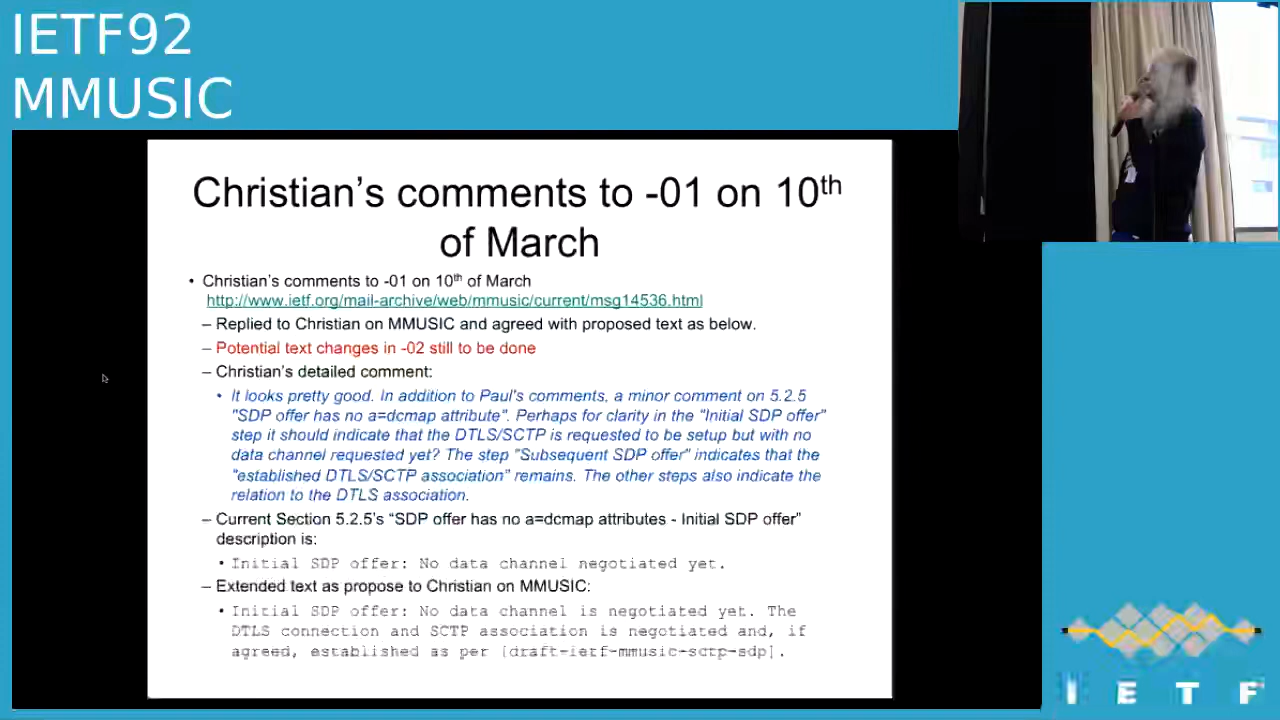 IETF92
MMUSIC
Christian's comments to -01 on 10th
of March
• Christian's comments to -01 on 10th of March
http://www.ietf.org/mail-archive/web/mmusic/current/msg14536.html
– Replied to Christian on MMUSIC and agreed with proposed text as below.
– Potential text changes in -02 still to be done
– Christian's detailed comment:
• It looks pretty good. In addition to Paul's comments, a minor comment on 5.2.5
"SDP offer has no a=dcmap attribute". Perhaps for clarity in the "Initial SDP offer"
step it should indicate that the DTLS/SCTP is requested to be setup but with no
data channel requested yet? The step "Subsequent SDP offer" indicates that the
"established DTLS/SCTP association" remains. The other steps also indicate the
relation to the DTLS association.
– Current Section 5.2.5's "SDP offer has no a=dcmap attributes - Initial SDP offer"
description is:
• Initial SDP offer: No data channel negotiated yet.
– Extended text as propose to Christian on MMUSIC:
• Initial SDP offer: No data channel is negotiated yet. The
DTLS connection and SCTP association is negotiated and, if
agreed, established as per [draft-ietf-mmusic-sctp-sdp].
I E T F